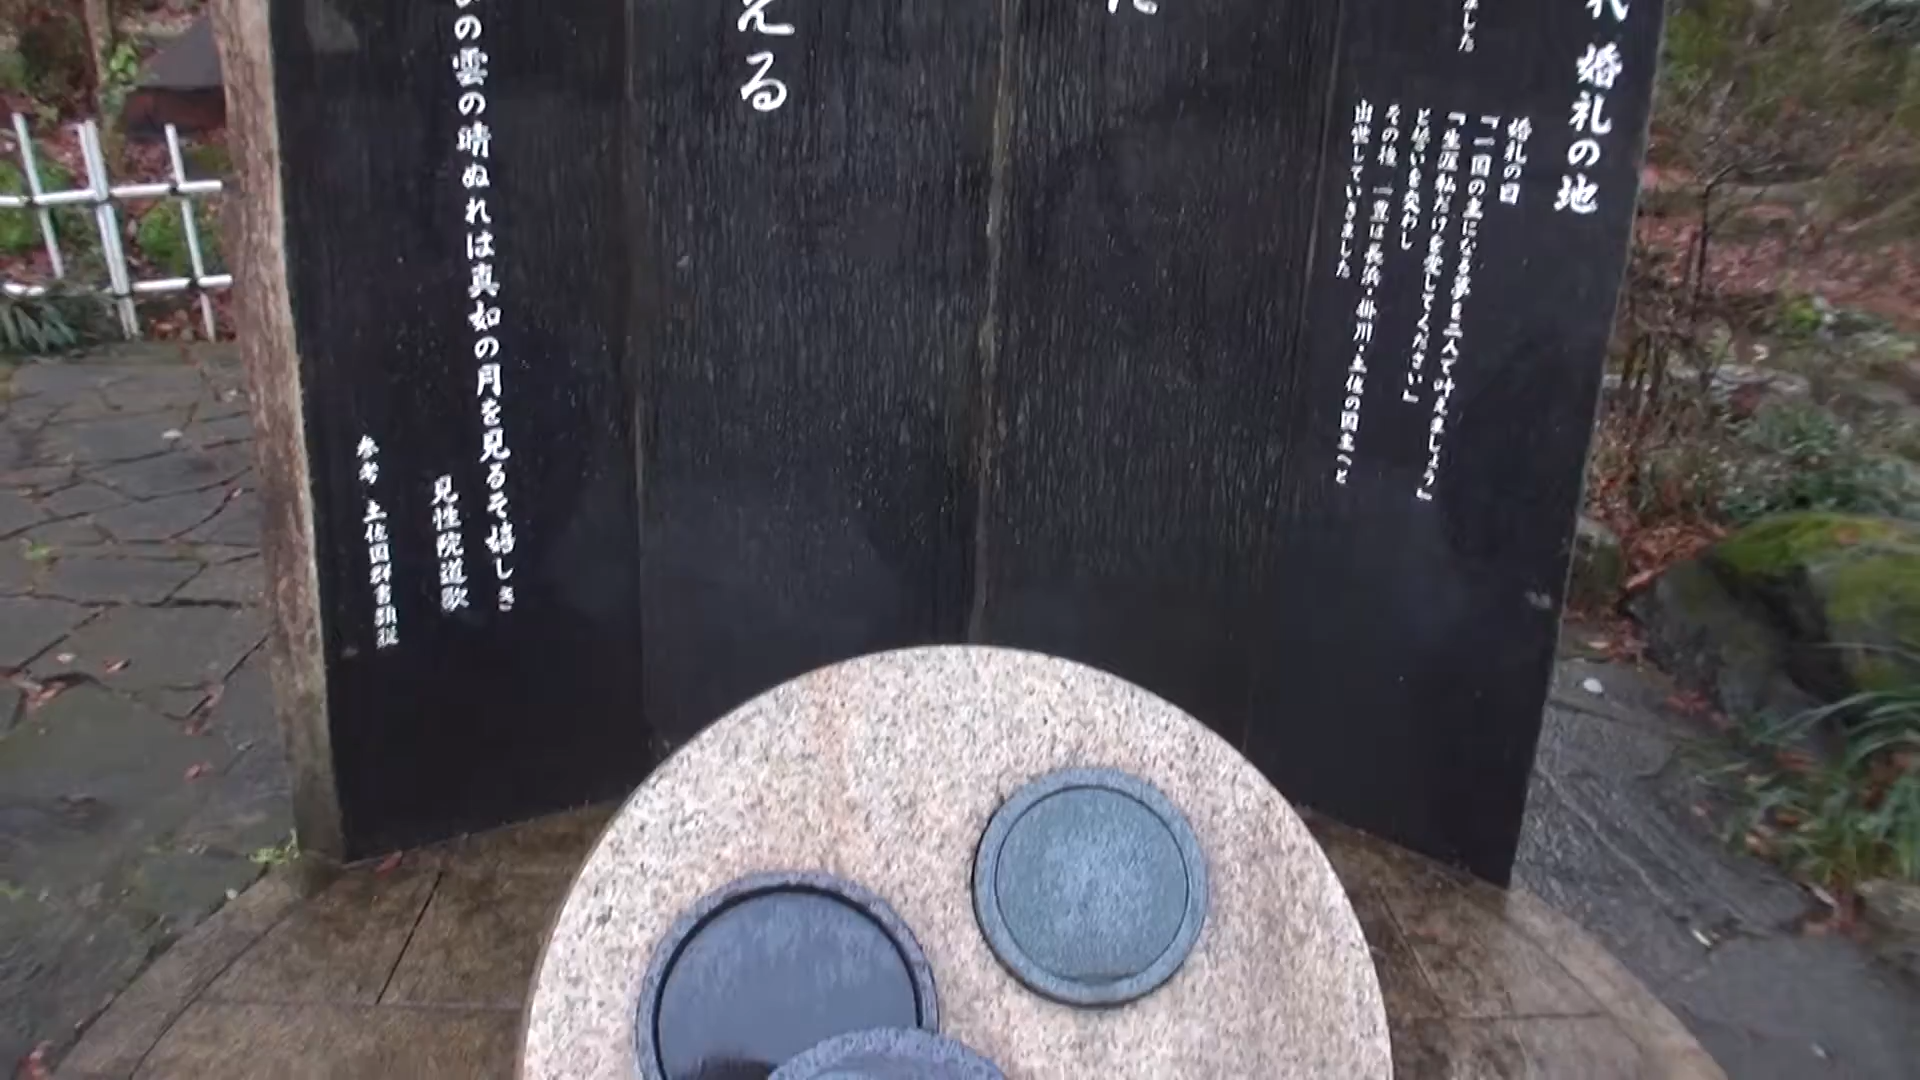 代 婚礼の地
ました
婚礼の日
『一国の主になる夢を二人で叶えましょう』
『生涯私だけを愛してください』
と誓いを交わし
その後 一豊は長浜・掛川・土佐の国主へと
出世していきました
える
の雲の晴ぬれは真如の月を見るそ嬉しき
見性院道歌
参考 土佐国群書類従